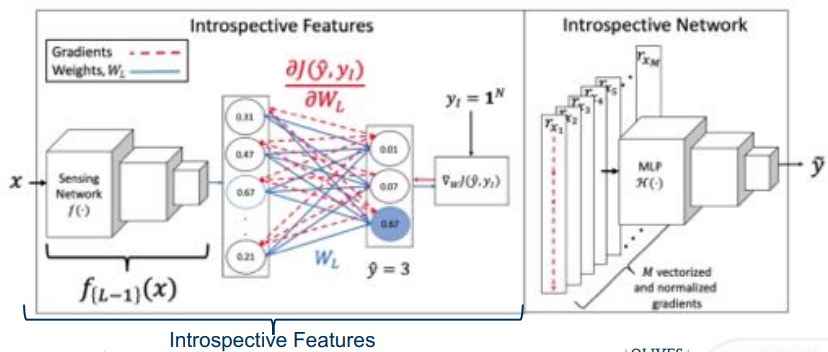 Introspective Features
Introspective Network
Gradients
Weights, W_L
∂J(ŷ, y_I)
∂W_L
y_I = 1^N
x
Sensing
Network
f(·)
0.31
0.47
0.67
.
.
0.21
0.01
0.07
0.67
∇_W J(ŷ, y_I)
W_L
ŷ = 3
f_{L−1}(x)
r_{x_1}
r_{x_2}
r_{x_3}
r_{x_4}
r_{x_5}
r_{x_M}
MLP
ℋ(·)
ỹ
M vectorized
and normalized
gradients
Introspective Features